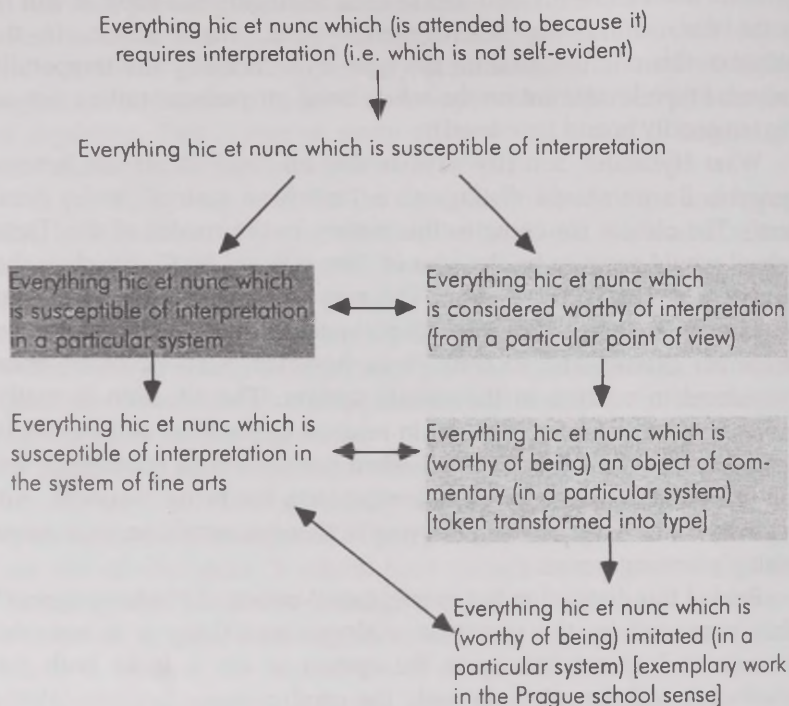 Everything hic et nunc which (is attended to because it)
requires interpretation (i.e. which is not self-evident)
Everything hic et nunc which is susceptible of interpretation
Everything hic et nunc which
is susceptible of interpretation
in a particular system
Everything hic et nunc which
is considered worthy of interpretation
(from a particular point of view)
Everything hic et nunc which is
susceptible of interpretation in
the system of fine arts
Everything hic et nunc which is
(worthy of being) an object of com-
mentary (in a particular system)
[token transformed into type]
Everything hic et nunc which is
(worthy of being) imitated (in a
particular system) [exemplary work
in the Prague school sense]